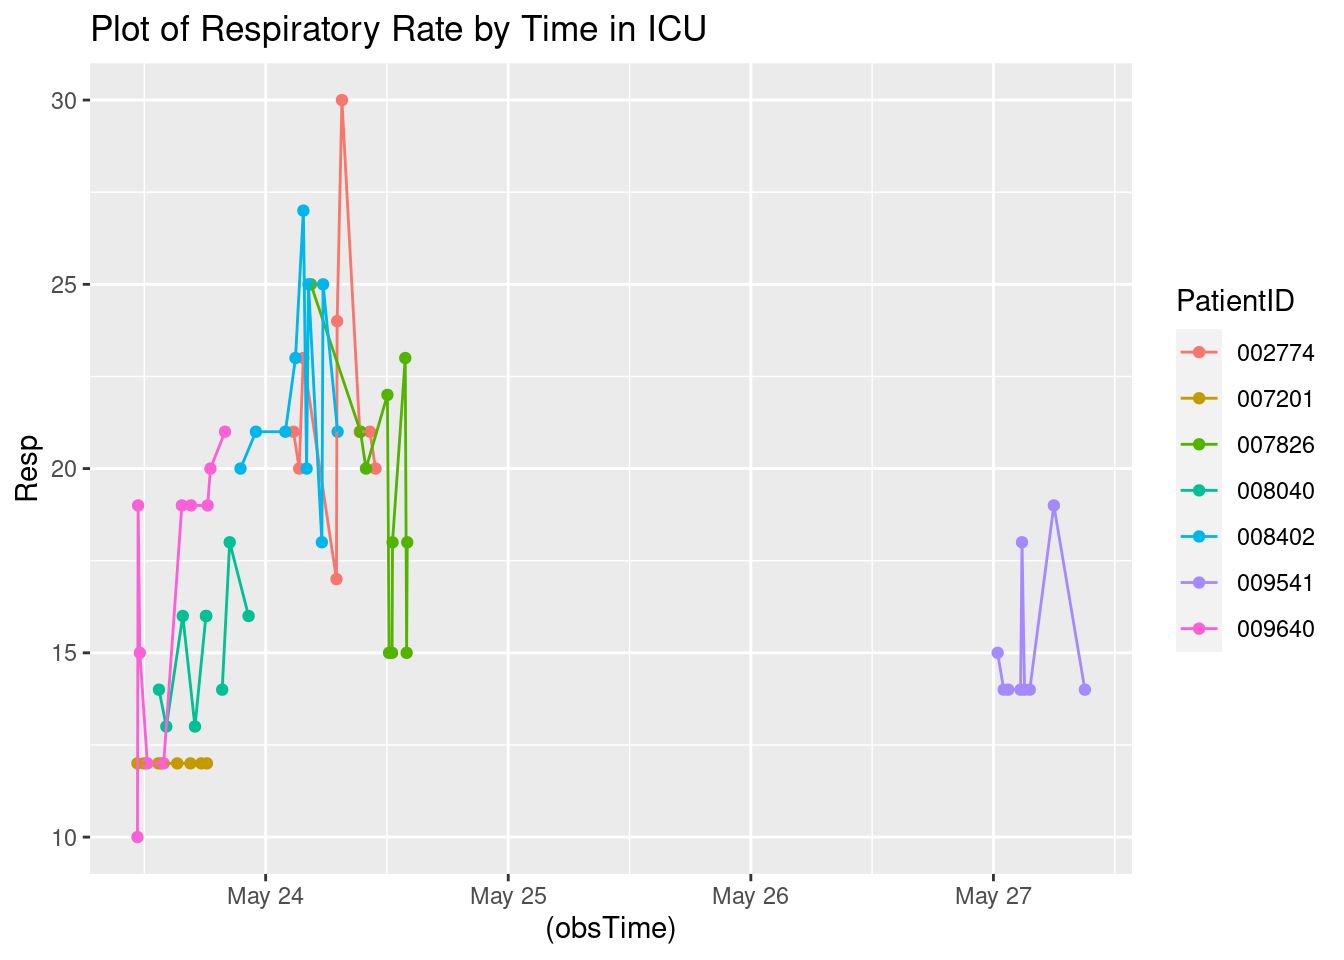 Plot of Respiratory Rate by Time in ICU
30
25
20
15
10
Resp
May 24
May 25
May 26
May 27
(obsTime)
PatientID
002774
007201
007826
008040
008402
009541
009640